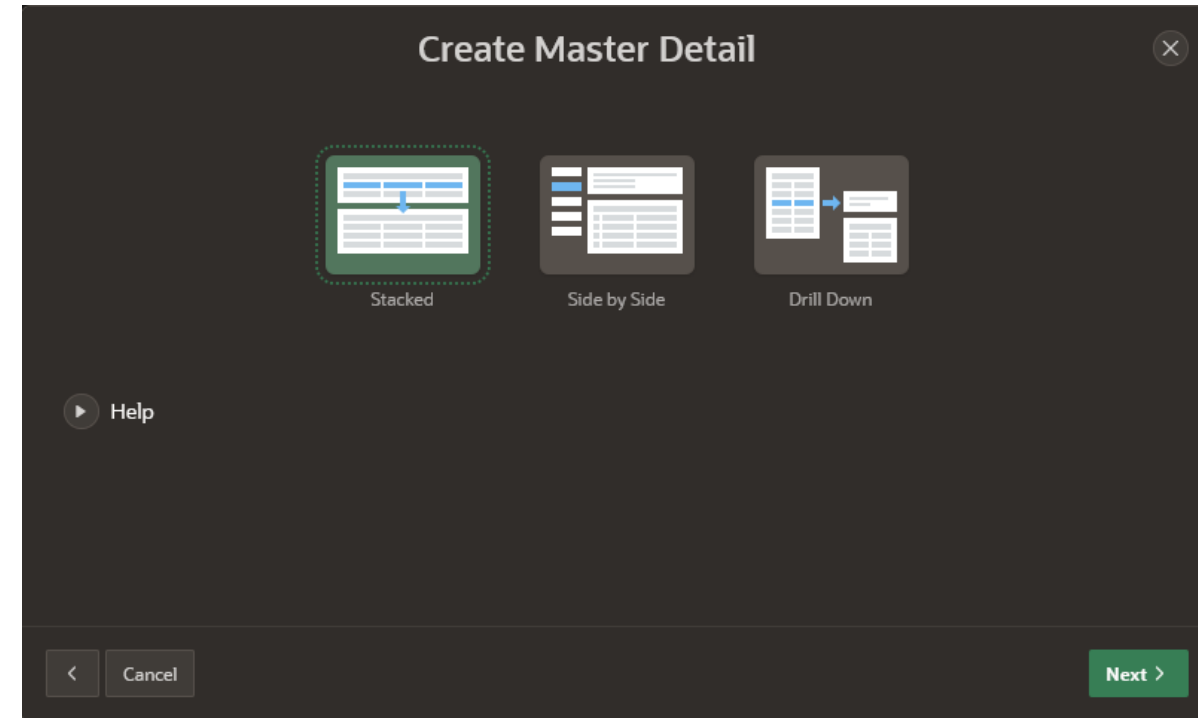 Create Master Detail
Stacked
Side by Side
Drill Down
Help
Cancel
Next